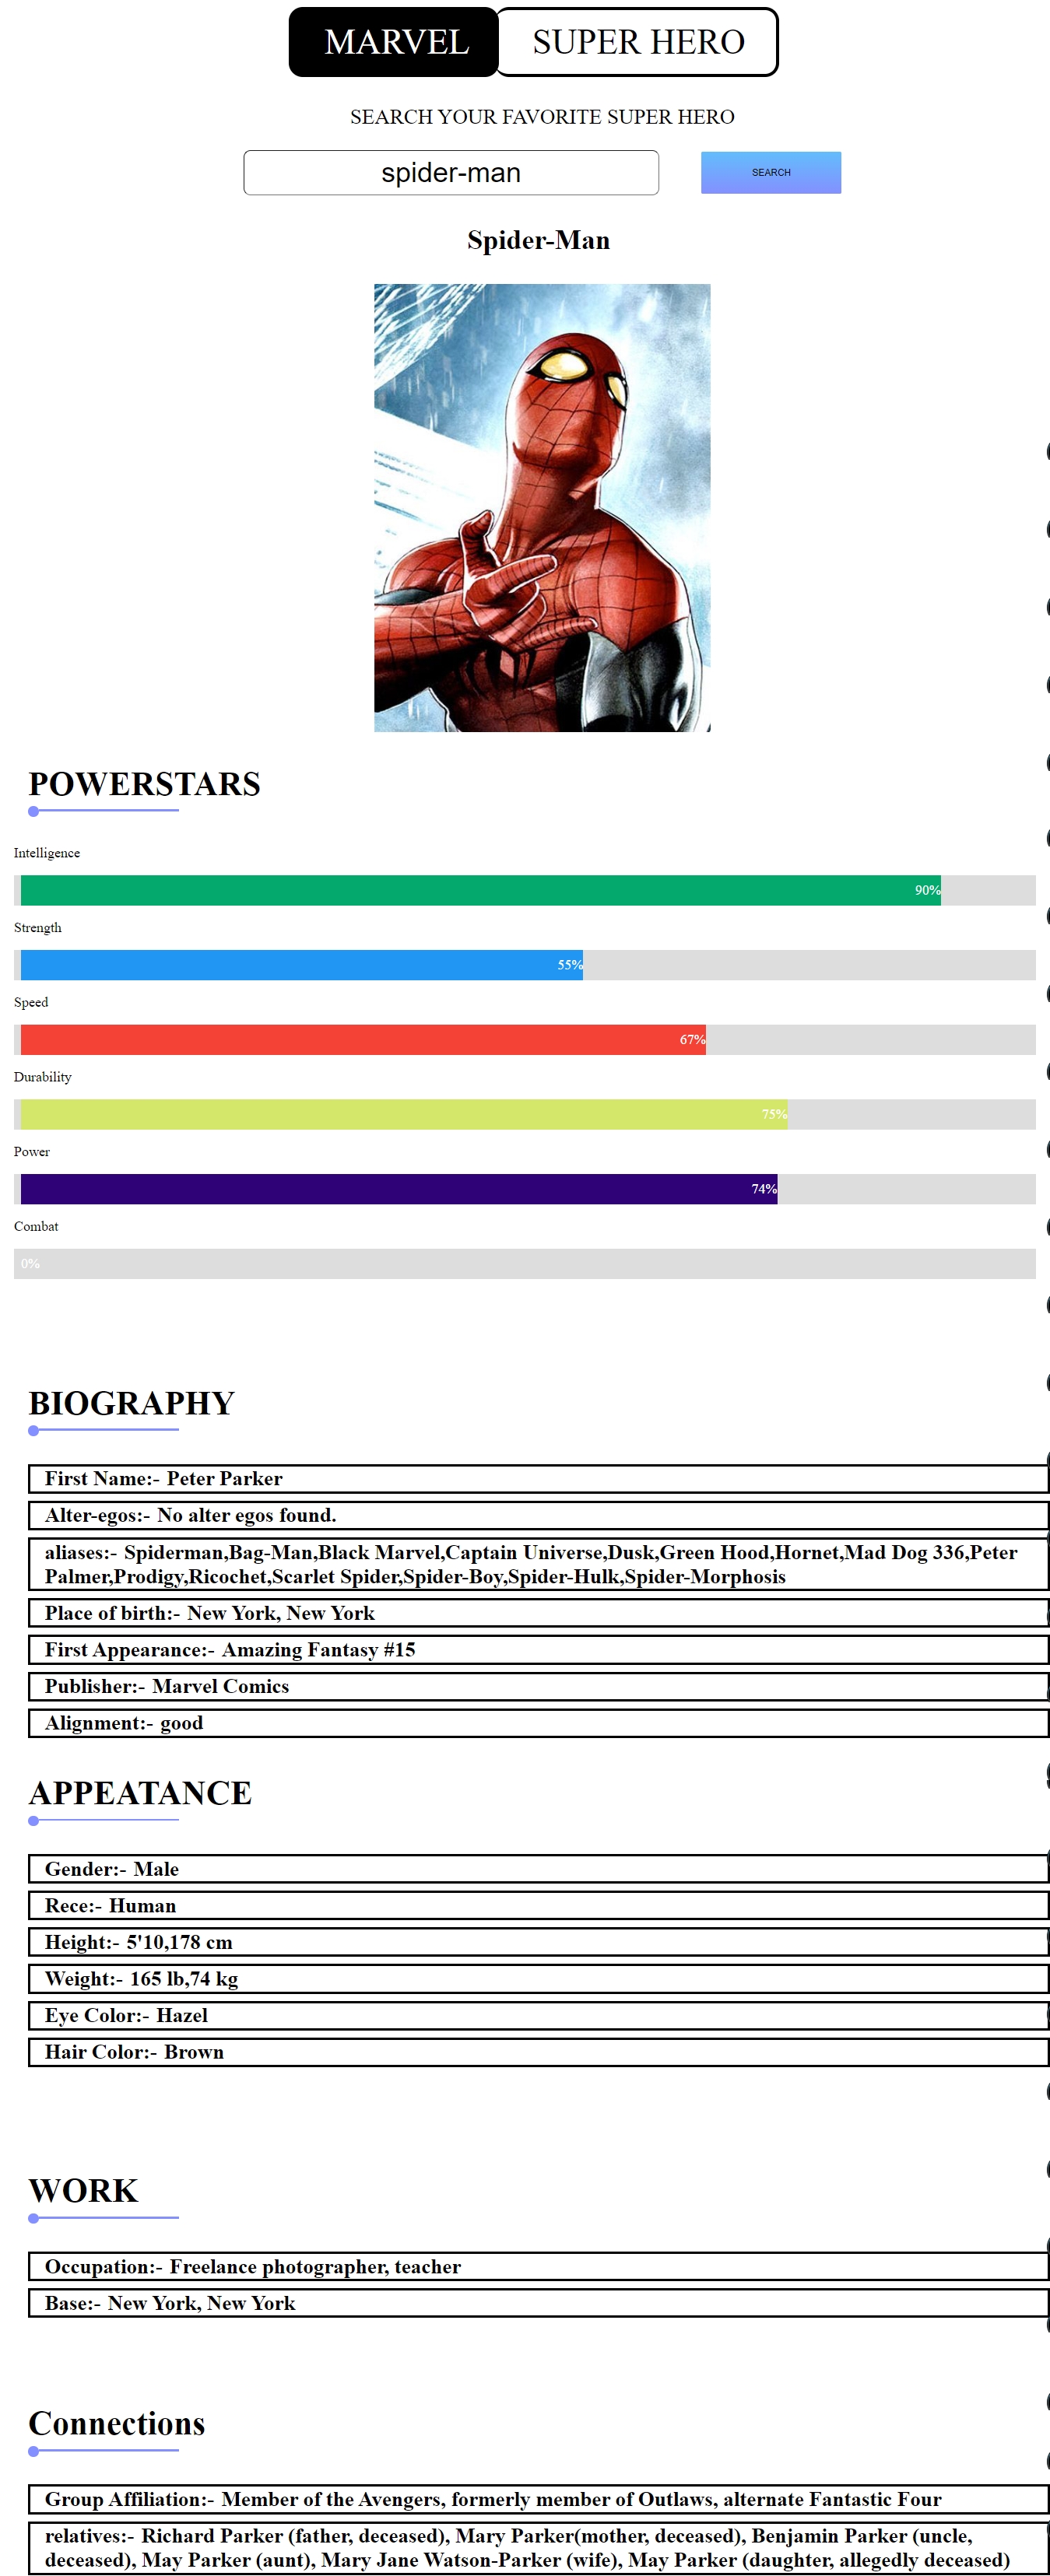 MARVEL SUPER HERO
SEARCH YOUR FAVORITE SUPER HERO
spider-man SEARCH
Spider-Man
POWERSTARS
Intelligence
90%
Strength
55%
Speed
67%
Durability
75%
Power
74%
Combat
0%
BIOGRAPHY
First Name:- Peter Parker
Alter-egos:- No alter egos found.
aliases:- Spiderman,Bag-Man,Black Marvel,Captain Universe,Dusk,Green Hood,Hornet,Mad Dog 336,Peter
Palmer,Prodigy,Ricochet,Scarlet Spider,Spider-Boy,Spider-Hulk,Spider-Morphosis
Place of birth:- New York, New York
First Appearance:- Amazing Fantasy #15
Publisher:- Marvel Comics
Alignment:- good
APPEATANCE
Gender:- Male
Rece:- Human
Height:- 5'10,178 cm
Weight:- 165 lb,74 kg
Eye Color:- Hazel
Hair Color:- Brown
WORK
Occupation:- Freelance photographer, teacher
Base:- New York, New York
Connections
Group Affiliation:- Member of the Avengers, formerly member of Outlaws, alternate Fantastic Four
relatives:- Richard Parker (father, deceased), Mary Parker(mother, deceased), Benjamin Parker (uncle,
deceased), May Parker (aunt), Mary Jane Watson-Parker (wife), May Parker (daughter, allegedly deceased)